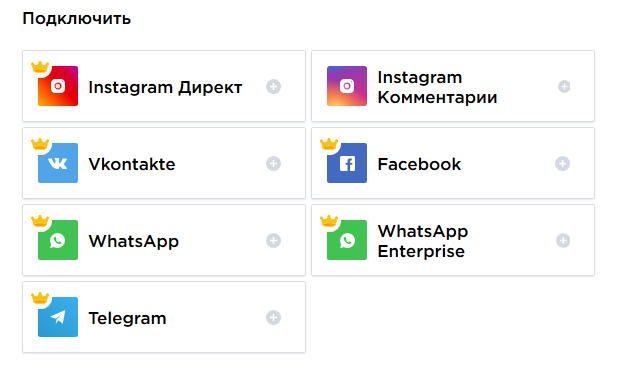 Подключить
Instagram Директ
Instagram
Комментарии
Vkontakte
Facebook
WhatsApp
WhatsApp
Enterprise
Telegram